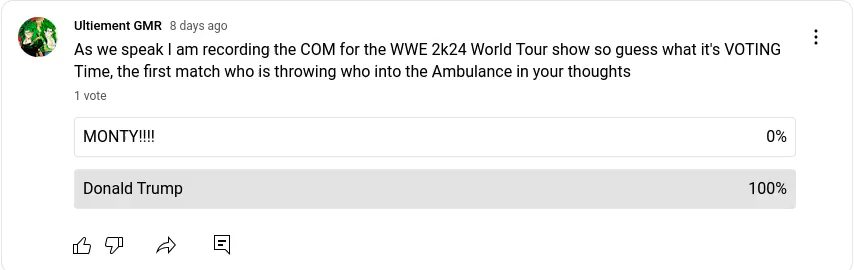 Ultiement GMR 8 days ago
As we speak I am recording the COM for the WWE 2k24 World Tour show so guess what it's VOTING
Time, the first match who is throwing who into the Ambulance in your thoughts
1 vote
MONTY!!!! 0%
Donald Trump 100%